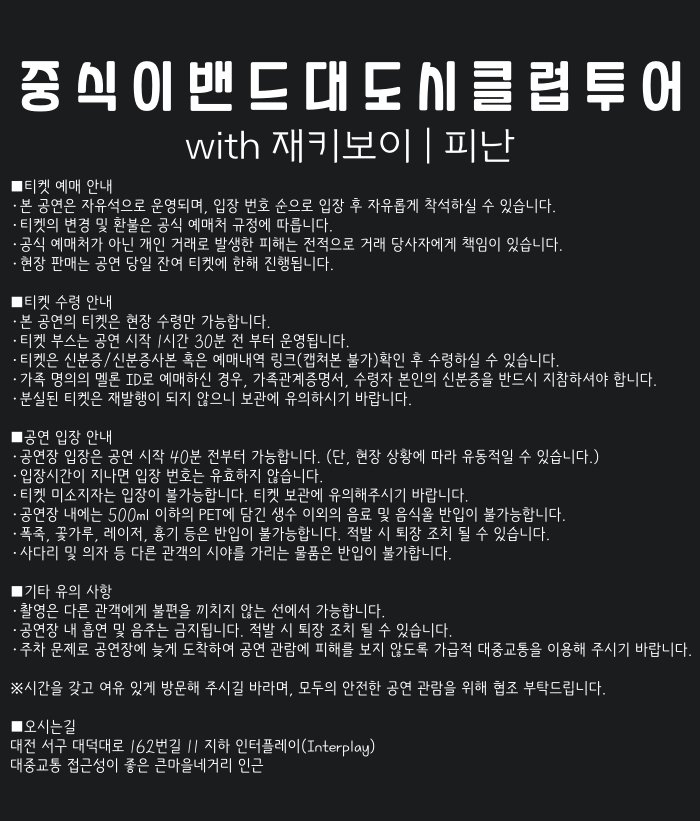 중식이밴드대도시클럽투어
with 재키보이 | 피난
■티켓 예매 안내
·본 공연은 자유석으로 운영되며, 입장 번호 순으로 입장 후 자유롭게 착석하실 수 있습니다.
·티켓의 변경 및 환불은 공식 예매처 규정에 따릅니다.
·공식 예매처가 아닌 개인 거래로 발생한 피해는 전적으로 거래 당사자에게 책임이 있습니다.
·현장 판매는 공연 당일 잔여 티켓에 한해 진행됩니다.
■티켓 수령 안내
·본 공연의 티켓은 현장 수령만 가능합니다.
·티켓 부스는 공연 시작 1시간 30분 전 부터 운영됩니다.
·티켓은 신분증/신분증사본 혹은 예매내역 링크(캡쳐본 불가)확인 후 수령하실 수 있습니다.
·가족 명의의 멜론 ID로 예매하신 경우, 가족관계증명서, 수령자 본인의 신분증을 반드시 지참하셔야 합니다.
·분실된 티켓은 재발행이 되지 않으니 보관에 유의하시기 바랍니다.
■공연 입장 안내
·공연장 입장은 공연 시작 40분 전부터 가능합니다. (단, 현장 상황에 따라 유동적일 수 있습니다.)
·입장시간이 지나면 입장 번호는 유효하지 않습니다.
·티켓 미소지자는 입장이 불가능합니다. 티켓 보관에 유의해주시기 바랍니다.
·공연장 내에는 500ml 이하의 PET에 담긴 생수 이외의 음료 및 음식울 반입이 불가능합니다.
·폭죽, 꽃가루, 레이저, 흉기 등은 반입이 불가능합니다. 적발 시 퇴장 조치 될 수 있습니다.
·사다리 및 의자 등 다른 관객의 시야를 가리는 물품은 반입이 불가합니다.
■기타 유의 사항
·촬영은 다른 관객에게 불편을 끼치지 않는 선에서 가능합니다.
·공연장 내 흡연 및 음주는 금지됩니다. 적발 시 퇴장 조치 될 수 있습니다.
·주차 문제로 공연장에 늦게 도착하여 공연 관람에 피해를 보지 않도록 가급적 대중교통을 이용해 주시기 바랍니다.
※시간을 갖고 여유 있게 방문해 주시길 바라며, 모두의 안전한 공연 관람을 위해 협조 부탁드립니다.
■오시는길
대전 서구 대덕대로 162번길 11 지하 인터플레이(Interplay)
대중교통 접근성이 좋은 큰마을네거리 인근